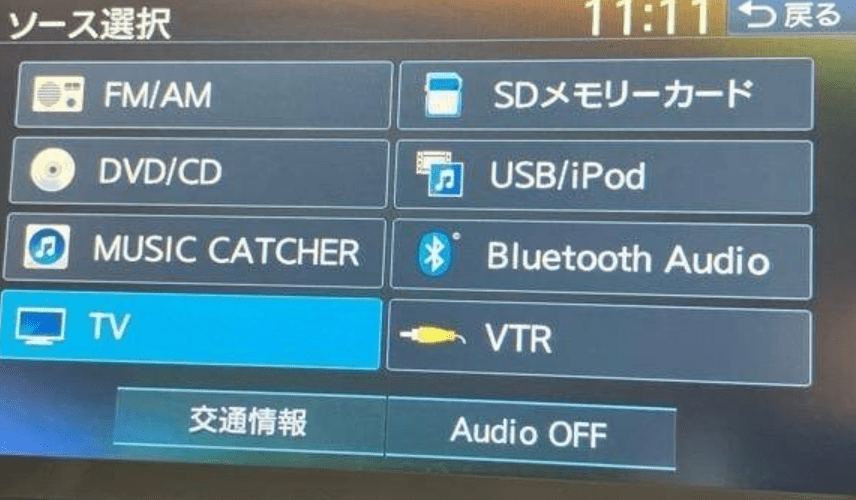 ソース選択
11:11
戻る
FM/AM
SDメモリーカード
DVD/CD
USB/iPod
MUSIC CATCHER
Bluetooth Audio
TV
VTR
交通情報
Audio OFF